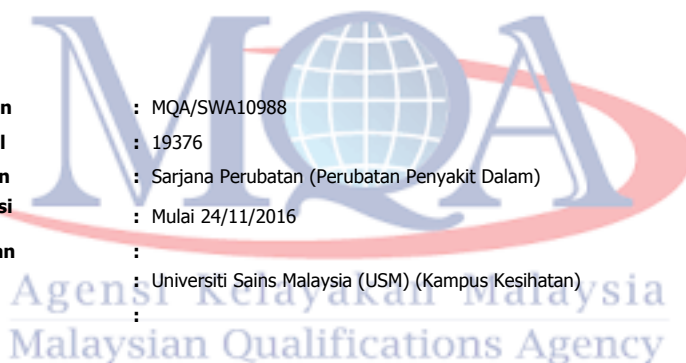 MQA
n : MQA/SWA10988
l : 19376
n : Sarjana Perubatan (Perubatan Penyakit Dalam)
si : Mulai 24/11/2016
an :
: Universiti Sains Malaysia (USM) (Kampus Kesihatan)
:
Agensi Kelayakan Malaysia
Malaysian Qualifications Agency